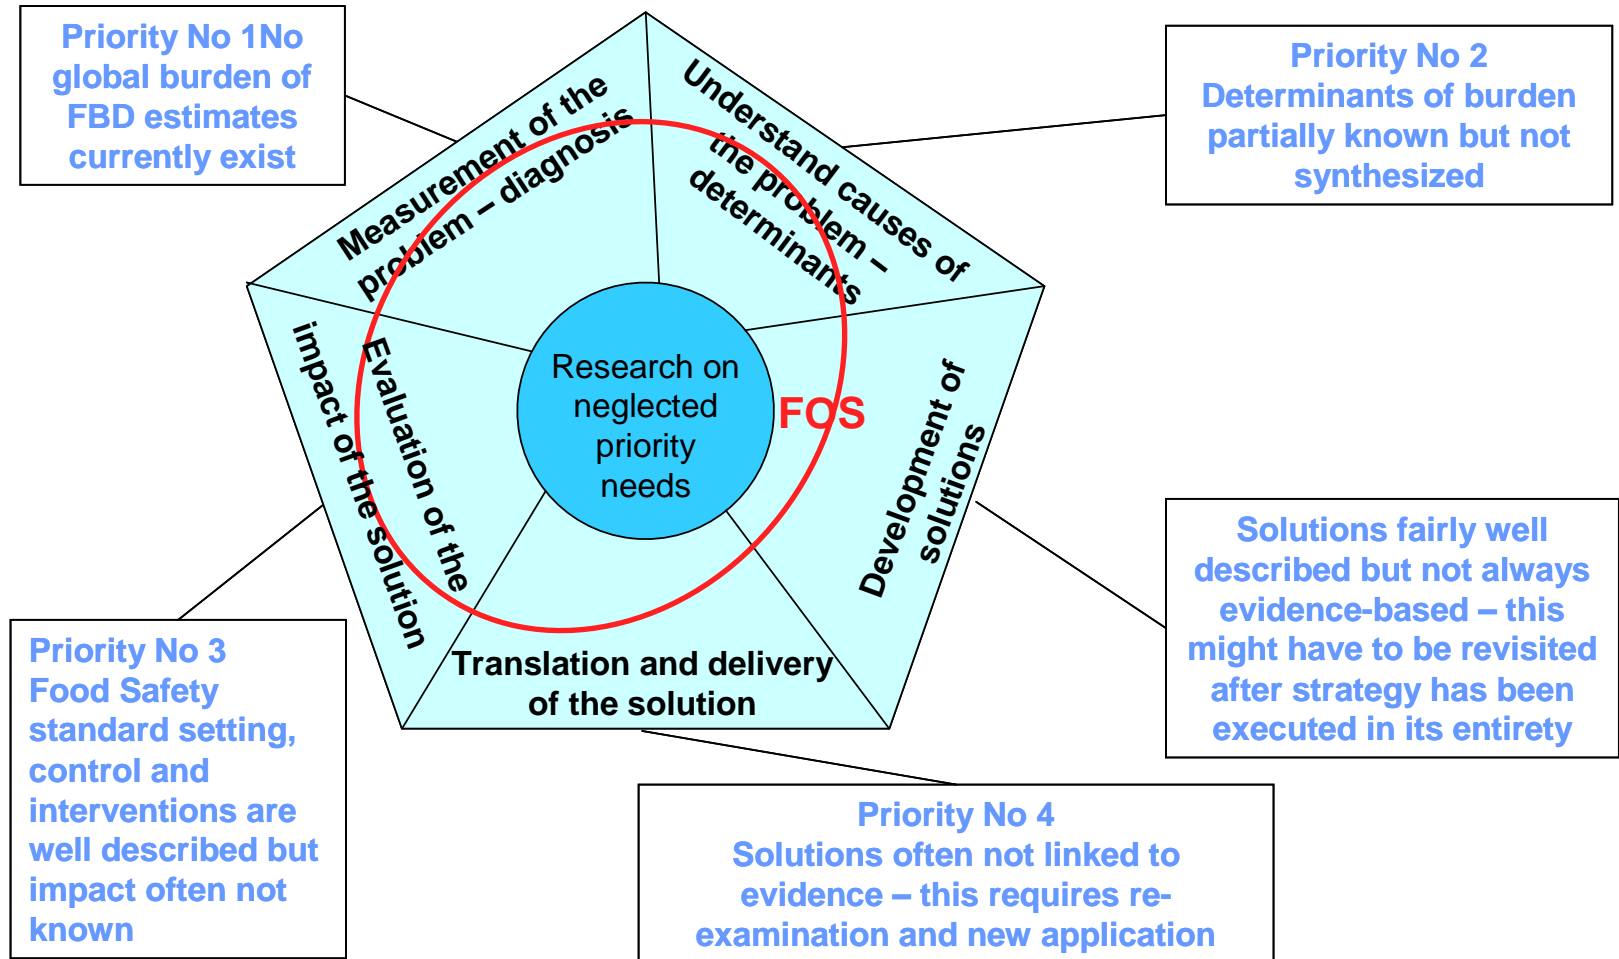 Priority No 1No
global burden of
FBD estimates
currently exist
Priority No 2
Determinants of burden
partially known but not
synthesized
Measurement of the
problem – diagnosis
Understand causes of
the problem –
determinants
Evaluation of the
impact of the solution
Research on
neglected
priority
needs
FOS
Development of
solutions
Translation and delivery
of the solution
Solutions fairly well
described but not always
evidence-based – this
might have to be revisited
after strategy has been
executed in its entirety
Priority No 3
Food Safety
standard setting,
control and
interventions are
well described but
impact often not
known
Priority No 4
Solutions often not linked to
evidence – this requires re-
examination and new application